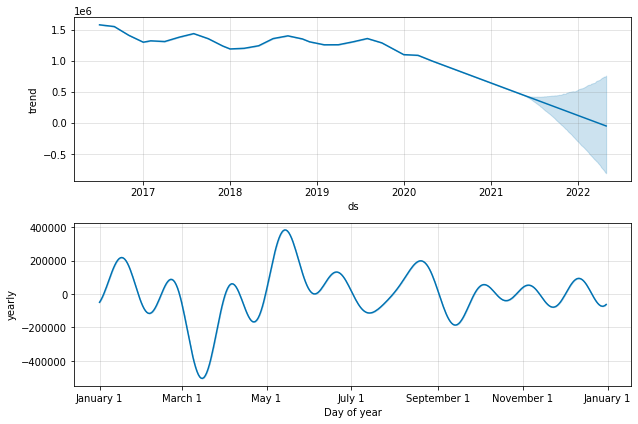 1e6
1.5
1.0
0.5
0.0
−0.5
trend
2017 2018 2019 2020 2021 2022
ds
400000
200000
0
−200000
−400000
yearly
January 1 March 1 May 1 July 1 September 1 November 1 January 1
Day of year